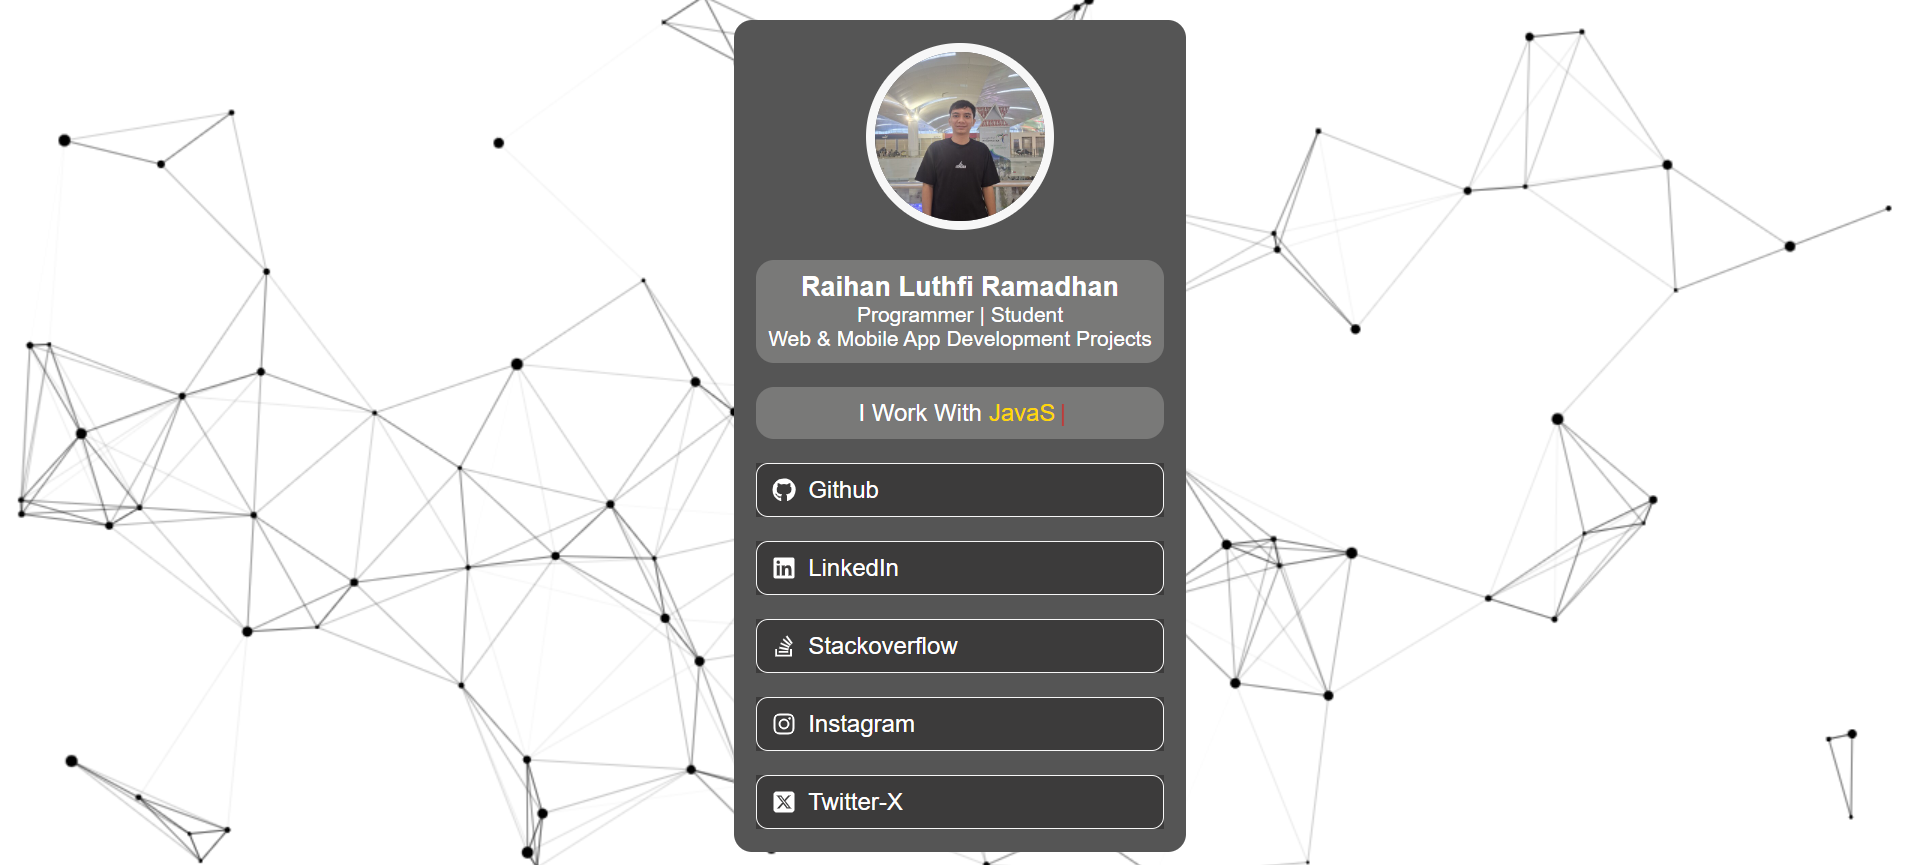 Raihan Luthfi Ramadhan
Programmer | Student
Web & Mobile App Development Projects
I Work With JavaS|
Github
LinkedIn
Stackoverflow
Instagram
Twitter-X